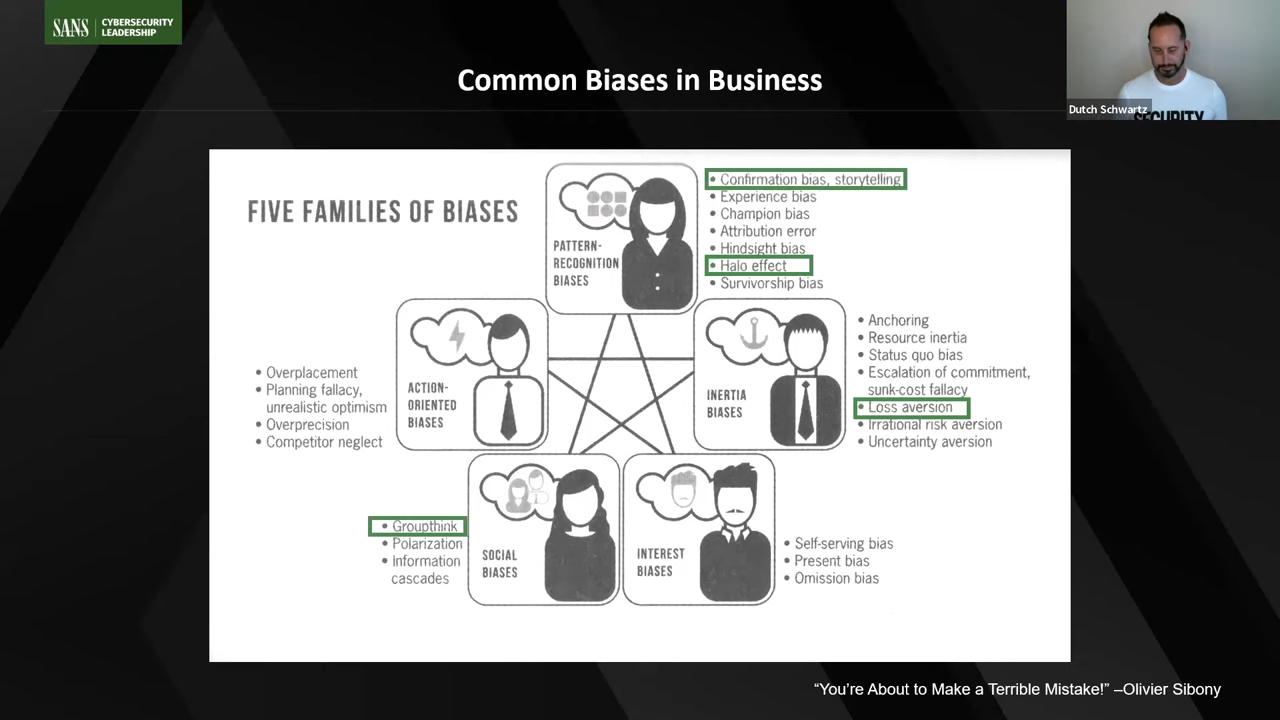 SANS
CYBERSECURITY
LEADERSHIP
Common Biases in Business
Dutch Schwartz
SECURITY
FIVE FAMILIES OF BIASES
PATTERN-
RECOGNITION
BIASES
• Confirmation bias, storytelling
• Experience bias
• Champion bias
• Attribution error
• Hindsight bias
• Halo effect
• Survivorship bias
ACTION-
ORIENTED
BIASES
• Overplacement
• Planning fallacy,
unrealistic optimism
• Overprecision
• Competitor neglect
INERTIA
BIASES
• Anchoring
• Resource inertia
• Status quo bias
• Escalation of commitment,
sunk-cost fallacy
• Loss aversion
• Irrational risk aversion
• Uncertainty aversion
• Groupthink
• Polarization
• Information
cascades
SOCIAL
BIASES
INTEREST
BIASES
• Self-serving bias
• Present bias
• Omission bias
“You’re About to Make a Terrible Mistake!” –Olivier Sibony